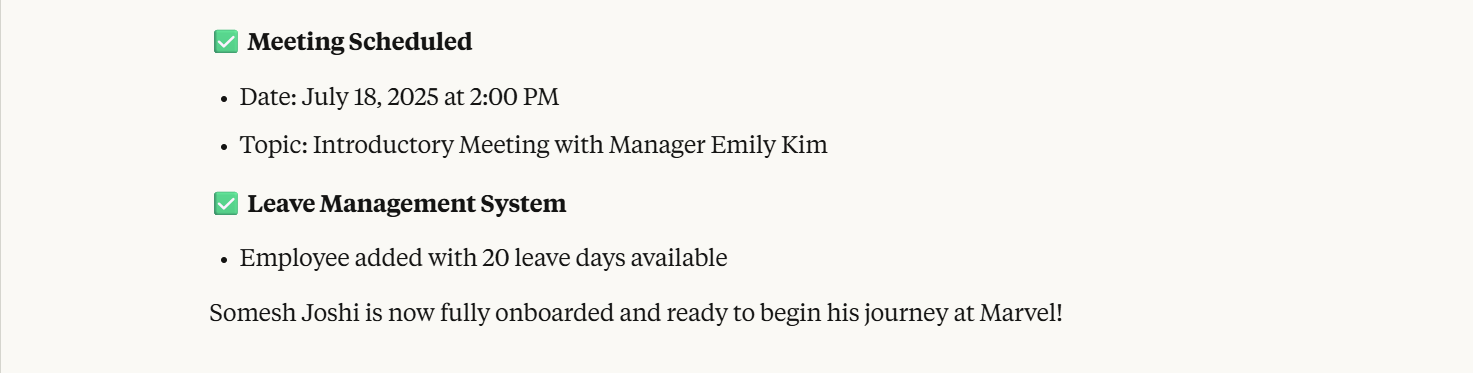 ✅ Meeting Scheduled
• Date: July 18, 2025 at 2:00 PM
• Topic: Introductory Meeting with Manager Emily Kim
✅ Leave Management System
• Employee added with 20 leave days available
Somesh Joshi is now fully onboarded and ready to begin his journey at Marvel!